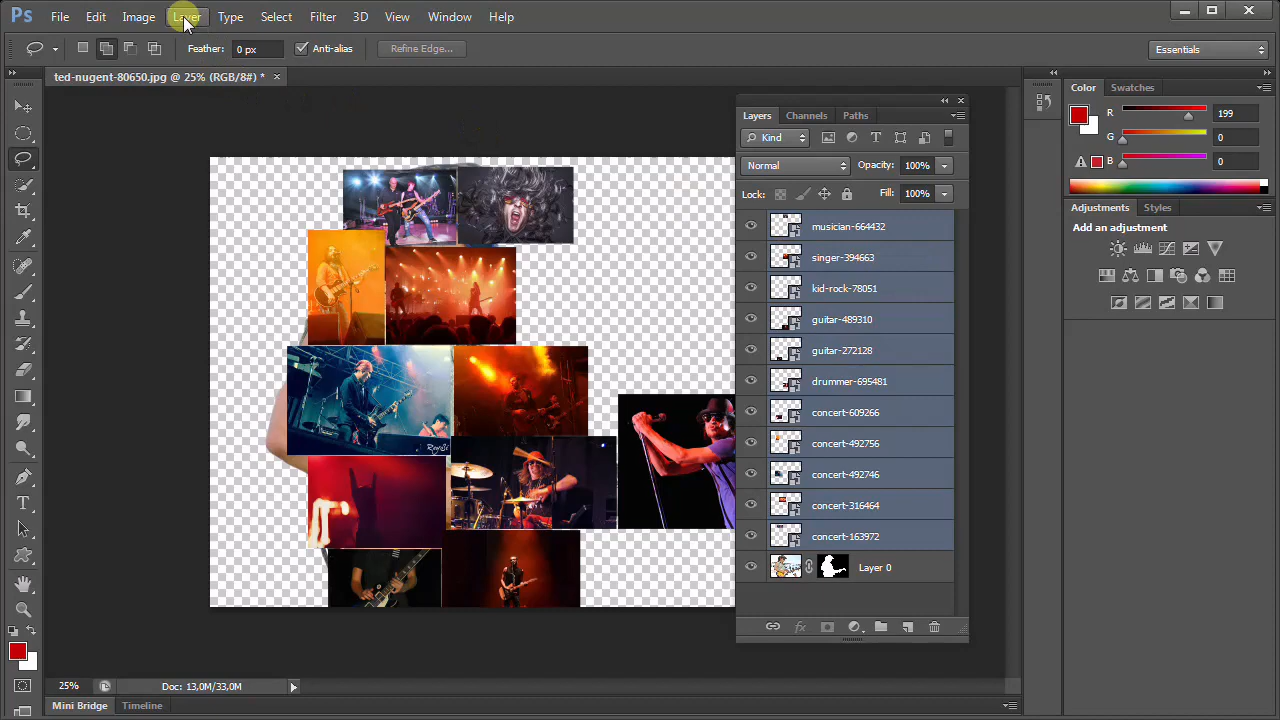 Ps File Edit Image Layer Type Select Filter 3D View Window Help
Feather: 0 px Anti-alias Refine Edge... Essentials
ted-nugent-80650.jpg @ 25% (RGB/8#) *
Layers Channels Paths
Kind
Normal Opacity: 100%
Lock: Fill: 100%
musician-664432
singer-394663
kid-rock-78051
guitar-489310
guitar-272128
drummer-695481
concert-609266
concert-492756
concert-492746
concert-316464
concert-163972
Layer 0
fx
Color Swatches
R 199
G 0
B 0
Adjustments Styles
Add an adjustment
25% Doc: 13,0M/33,0M
Mini Bridge Timeline